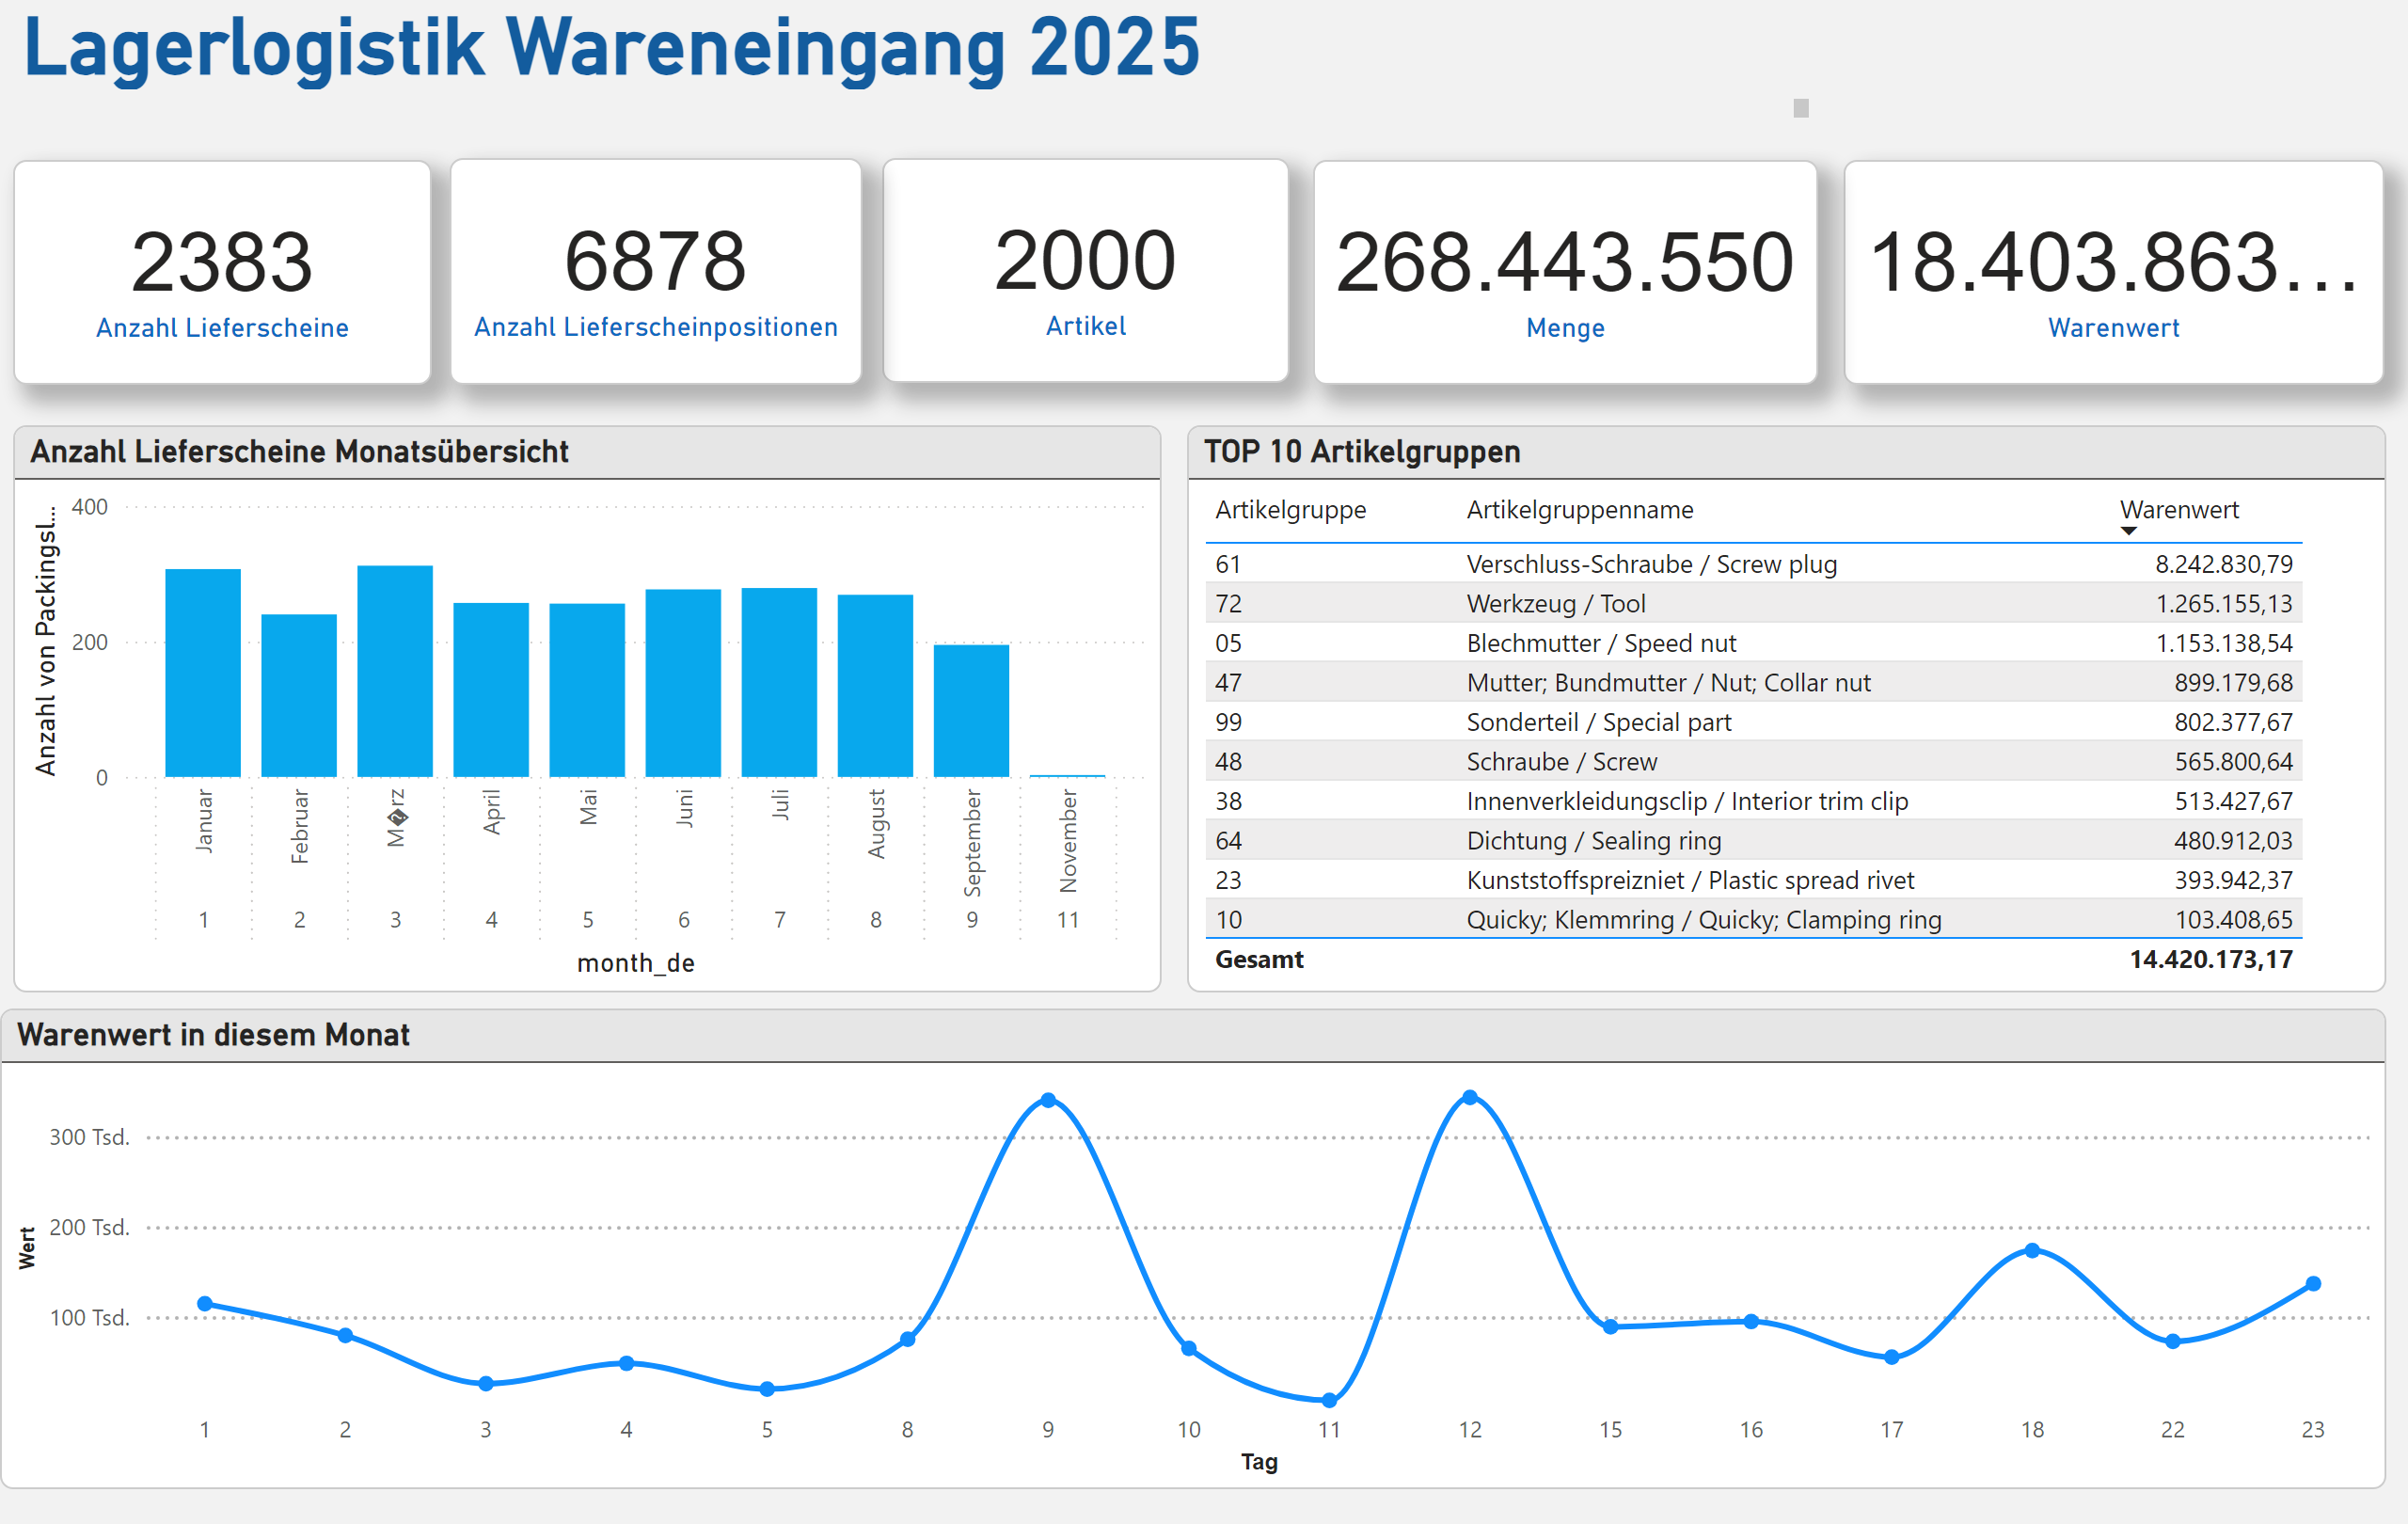 Lagerlogistik Wareneingang 2025
2383
Anzahl Lieferscheine
6878
Anzahl Lieferscheinpositionen
2000
Artikel
268.443.550
Menge
18.403.863...
Warenwert
Anzahl Lieferscheine Monatsübersicht
Anzahl von Packingsl...
400
200
0
Januar Februar M�rz April Mai Juni Juli August September November
1 2 3 4 5 6 7 8 9 11
month_de
TOP 10 Artikelgruppen
Artikelgruppe Artikelgruppenname Warenwert
61 Verschluss-Schraube / Screw plug 8.242.830,79
72 Werkzeug / Tool 1.265.155,13
05 Blechmutter / Speed nut 1.153.138,54
47 Mutter; Bundmutter / Nut; Collar nut 899.179,68
99 Sonderteil / Special part 802.377,67
48 Schraube / Screw 565.800,64
38 Innenverkleidungsclip / Interior trim clip 513.427,67
64 Dichtung / Sealing ring 480.912,03
23 Kunststoffspreizniet / Plastic spread rivet 393.942,37
10 Quicky; Klemmring / Quicky; Clamping ring 103.408,65
Gesamt 14.420.173,17
Warenwert in diesem Monat
Wert
300 Tsd.
200 Tsd.
100 Tsd.
1 2 3 4 5 8 9 10 11 12 15 16 17 18 22 23
Tag